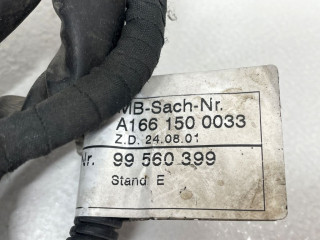 MB-Sach-Nr.
A166 150 0033
Z.D. 24.08.01
Nr. 99 560 399
Stand E